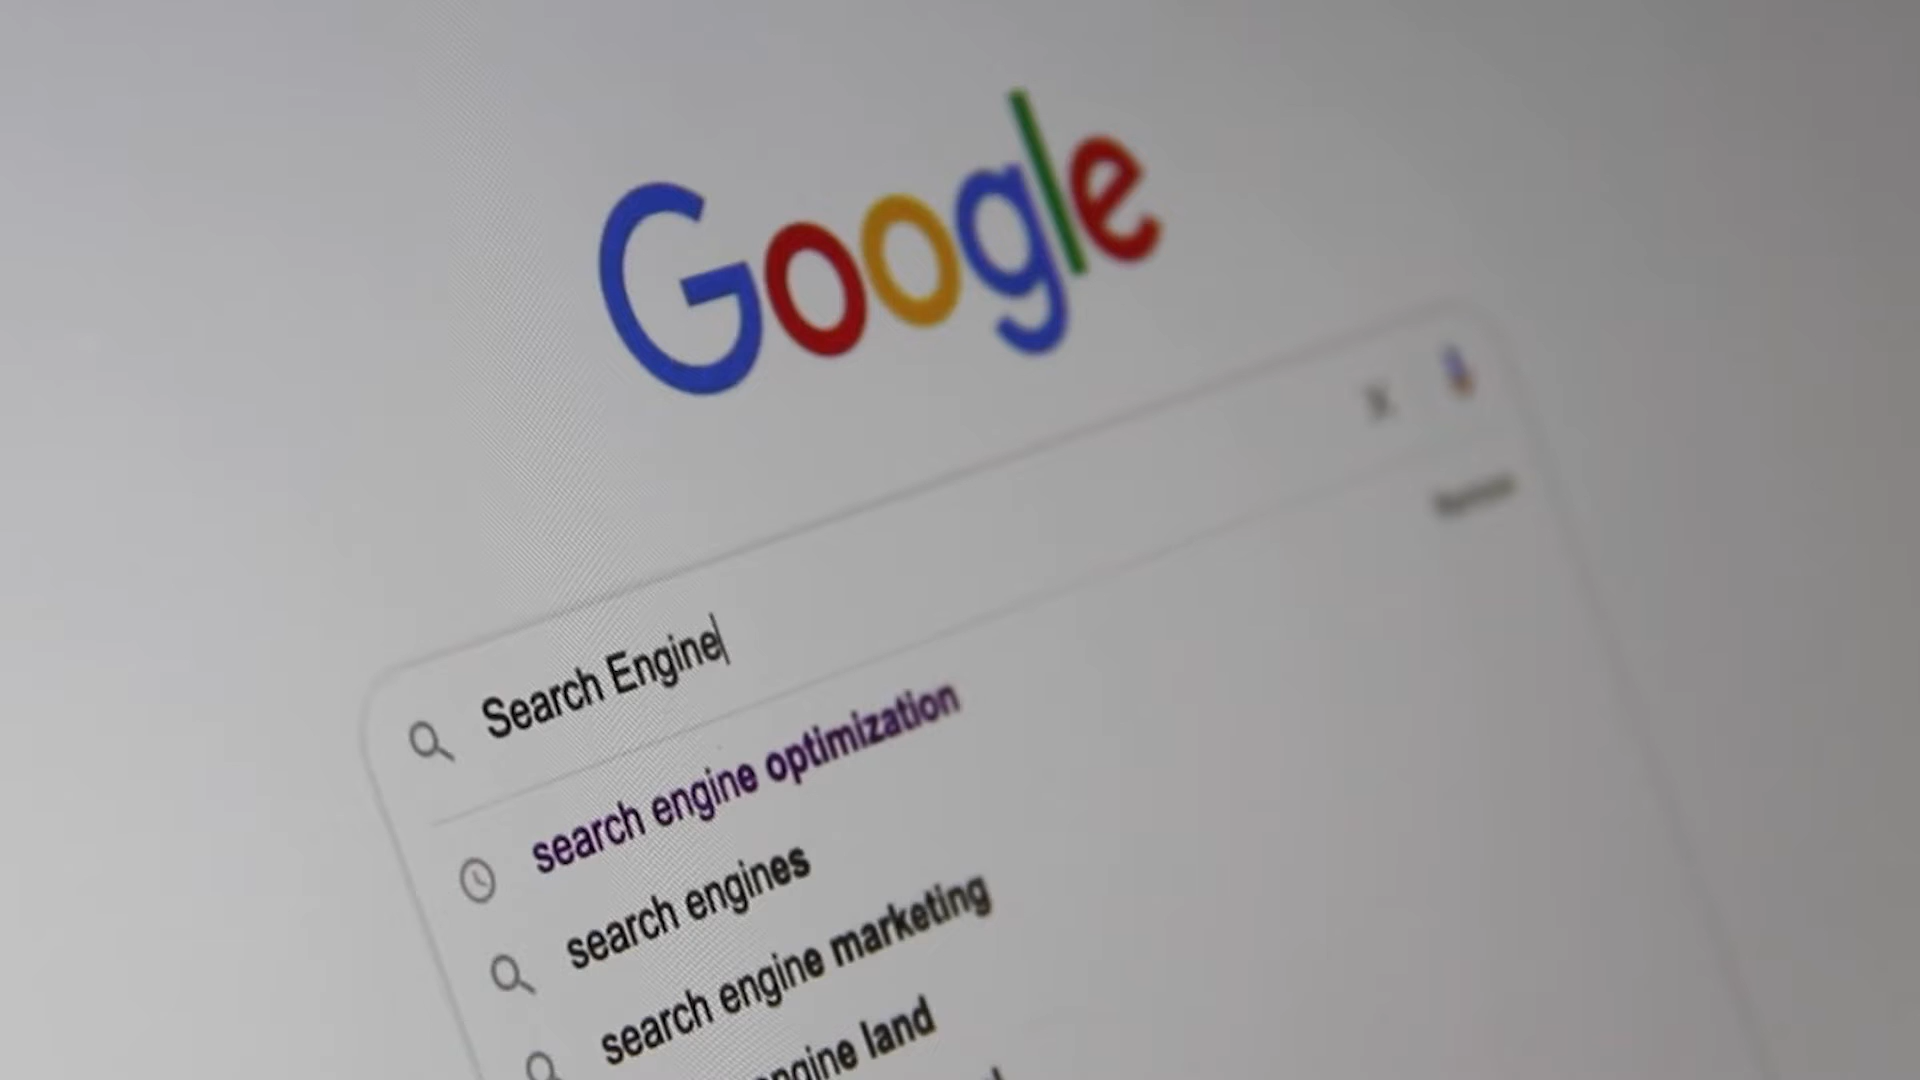 Google
Search Engine
search engine optimization
search engines
search engine marketing
engine land